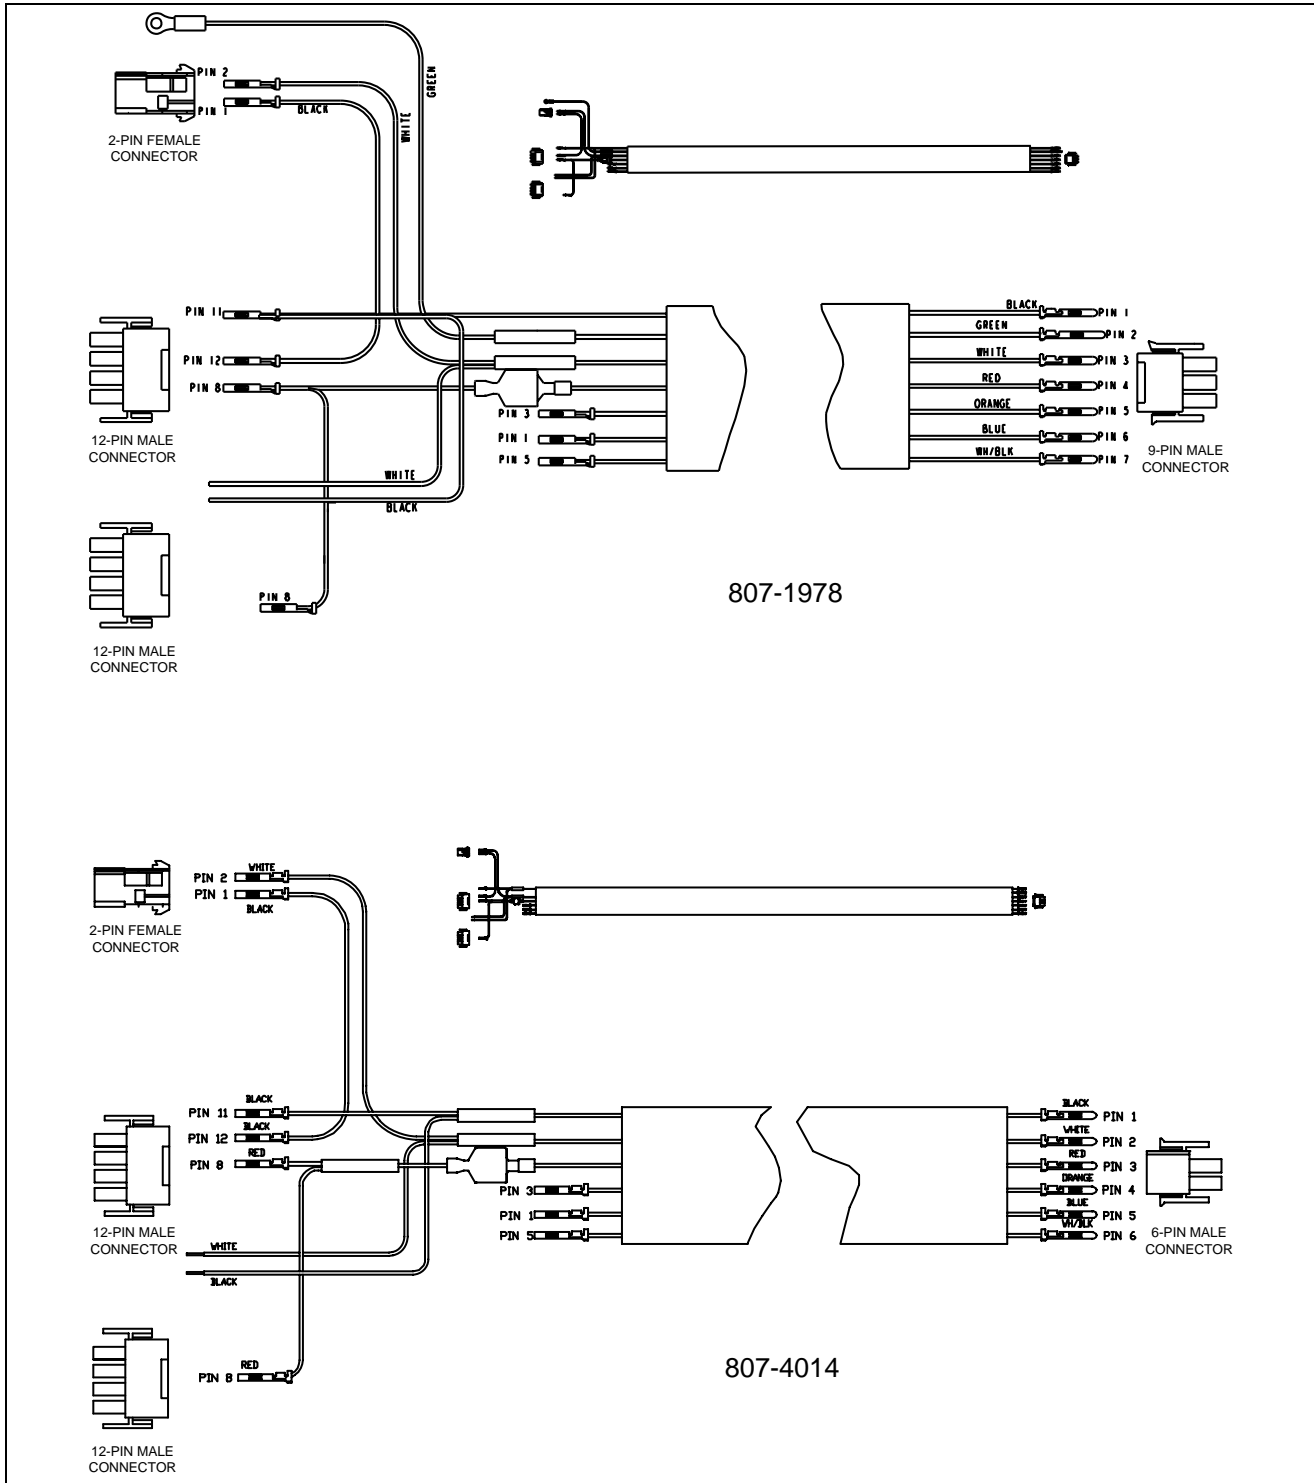 PIN 2
PIN 1
BLACK
WHITE
GREEN
2-PIN FEMALE
CONNECTOR
PIN 11
PIN 12
PIN 8
12-PIN MALE
CONNECTOR
PIN 3
PIN 1
PIN 5
WHITE
BLACK
BLACK
PIN 1
GREEN
PIN 2
WHITE
PIN 3
RED
PIN 4
ORANGE
PIN 5
BLUE
PIN 6
WH/BLK
PIN 7
9-PIN MALE
CONNECTOR
PIN 8
12-PIN MALE
CONNECTOR
807-1978
PIN 2
WHITE
PIN 1
BLACK
2-PIN FEMALE
CONNECTOR
PIN 11
BLACK
PIN 12
BLACK
PIN 8
RED
12-PIN MALE
CONNECTOR
PIN 3
PIN 1
PIN 5
WHITE
BLACK
BLACK
PIN 1
WHITE
PIN 2
RED
PIN 3
ORANGE
PIN 4
BLUE
PIN 5
WH/BLK
PIN 6
6-PIN MALE
CONNECTOR
PIN 8
RED
12-PIN MALE
CONNECTOR
807-4014